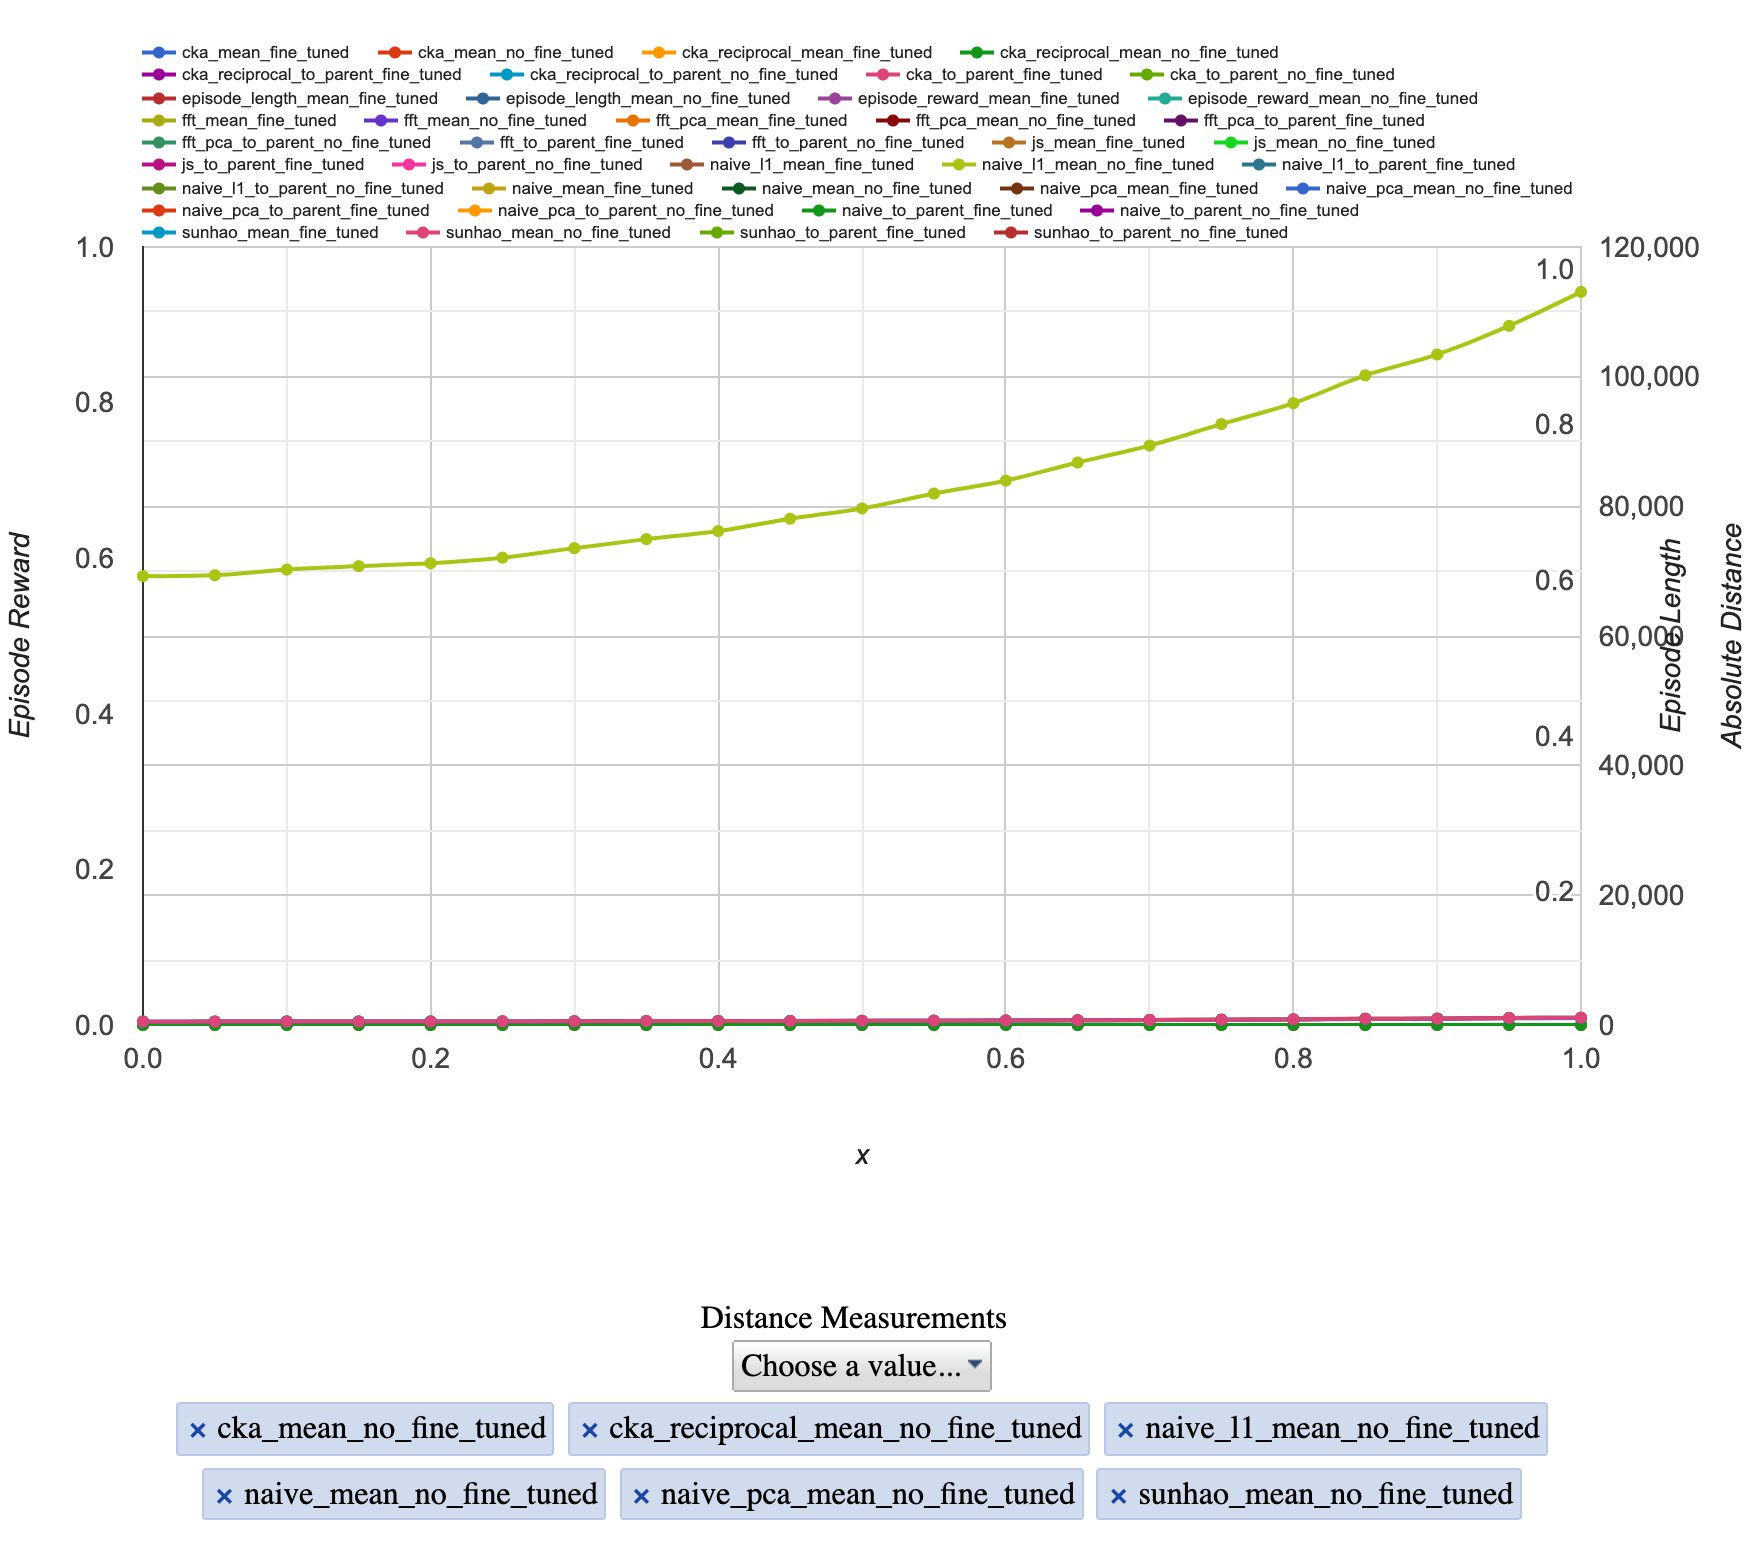 cka_mean_fine_tuned cka_mean_no_fine_tuned cka_reciprocal_mean_fine_tuned cka_reciprocal_mean_no_fine_tuned
cka_reciprocal_to_parent_fine_tuned cka_reciprocal_to_parent_no_fine_tuned cka_to_parent_fine_tuned cka_to_parent_no_fine_tuned
episode_length_mean_fine_tuned episode_length_mean_no_fine_tuned episode_reward_mean_fine_tuned episode_reward_mean_no_fine_tuned
fft_mean_fine_tuned fft_mean_no_fine_tuned fft_pca_mean_fine_tuned fft_pca_mean_no_fine_tuned fft_pca_to_parent_fine_tuned
fft_pca_to_parent_no_fine_tuned fft_to_parent_fine_tuned fft_to_parent_no_fine_tuned js_mean_fine_tuned js_mean_no_fine_tuned
js_to_parent_fine_tuned js_to_parent_no_fine_tuned naive_l1_mean_fine_tuned naive_l1_mean_no_fine_tuned naive_l1_to_parent_fine_tuned
naive_l1_to_parent_no_fine_tuned naive_mean_fine_tuned naive_mean_no_fine_tuned naive_pca_mean_fine_tuned naive_pca_mean_no_fine_tuned
naive_pca_to_parent_fine_tuned naive_pca_to_parent_no_fine_tuned naive_to_parent_fine_tuned naive_to_parent_no_fine_tuned
sunhao_mean_fine_tuned sunhao_mean_no_fine_tuned sunhao_to_parent_fine_tuned sunhao_to_parent_no_fine_tuned
Episode Reward
1.0
0.8
0.6
0.4
0.2
0.0
1.0
0.8
0.6
0.4
0.2
120,000
100,000
80,000
60,000
40,000
20,000
0
Episode Length
Absolute Distance
0.0 0.2 0.4 0.6 0.8 1.0
x
Distance Measurements
Choose a value...
× cka_mean_no_fine_tuned × cka_reciprocal_mean_no_fine_tuned × naive_l1_mean_no_fine_tuned
× naive_mean_no_fine_tuned × naive_pca_mean_no_fine_tuned × sunhao_mean_no_fine_tuned